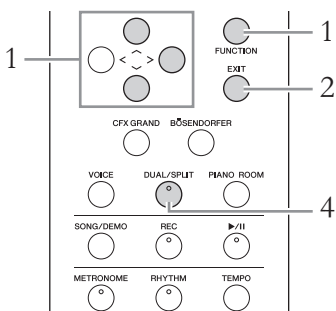 1
1
FUNCTION
EXIT
2
CFX GRAND BÖSENDORFER
VOICE DUAL/SPLIT PIANO ROOM
4
SONG/DEMO REC ►/II
METRONOME RHYTHM TEMPO